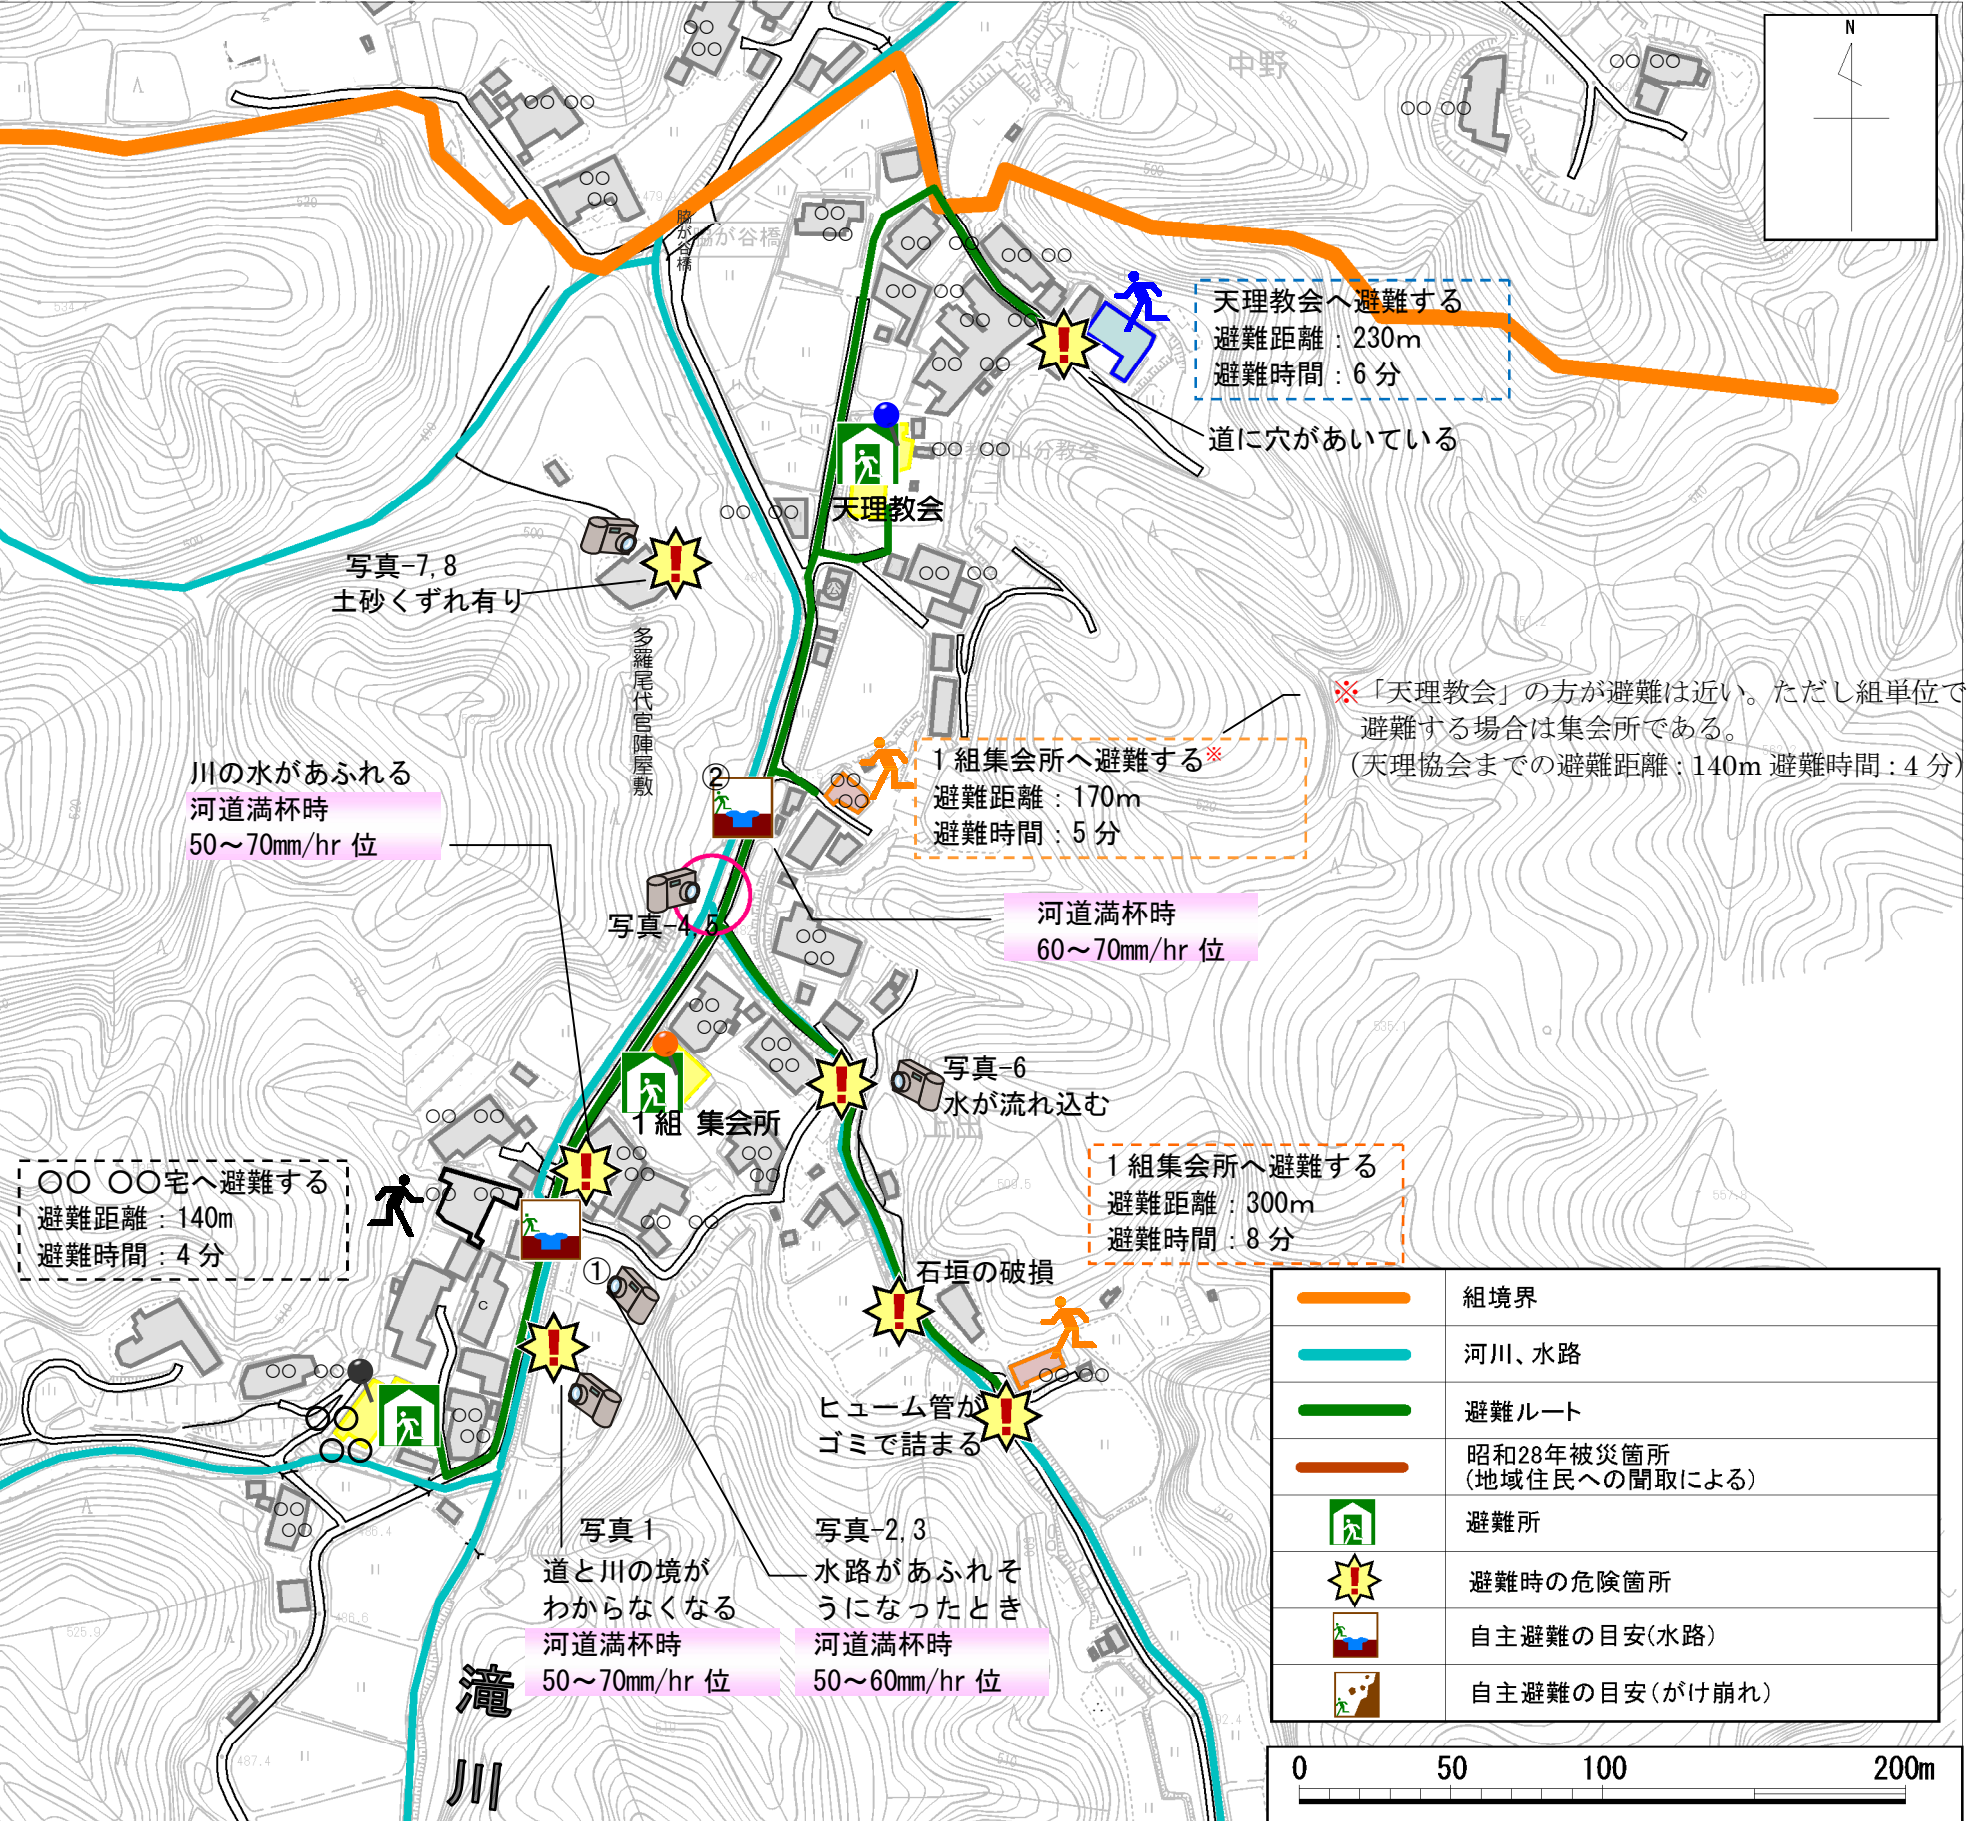 中野
N
脇が谷橋
脇が谷橋
天理教会へ避難する
避難距離：230m
避難時間：6分
道に穴があいている
天理教会
写真-7,8
土砂くずれ有り
多羅尾代官陣屋敷
※「天理教会」の方が避難は近い。ただし組単位で
避難する場合は集会所である。
(天理協会までの避難距離：140m 避難時間：4分)
1組集会所へ避難する※
避難距離：170m
避難時間：5分
川の水があふれる
河道満杯時
50～70mm/hr 位
②
写真-4,5
河道満杯時
60～70mm/hr 位
写真-6
水が流れ込む
1組 集会所
○○ ○○宅へ避難する
避難距離：140m
避難時間：4分
1組集会所へ避難する
避難距離：300m
避難時間：8分
①
石垣の破損
ヒューム管が
ゴミで詰まる
写真1
道と川の境が
わからなくなる
河道満杯時
50～70mm/hr 位
写真-2,3
水路があふれそ
うになったとき
河道満杯時
50～60mm/hr 位
滝川
組境界
河川、水路
避難ルート
昭和28年被災箇所
(地域住民への聞取による)
避難所
避難時の危険箇所
自主避難の目安(水路)
自主避難の目安(がけ崩れ)
0 50 100 200m